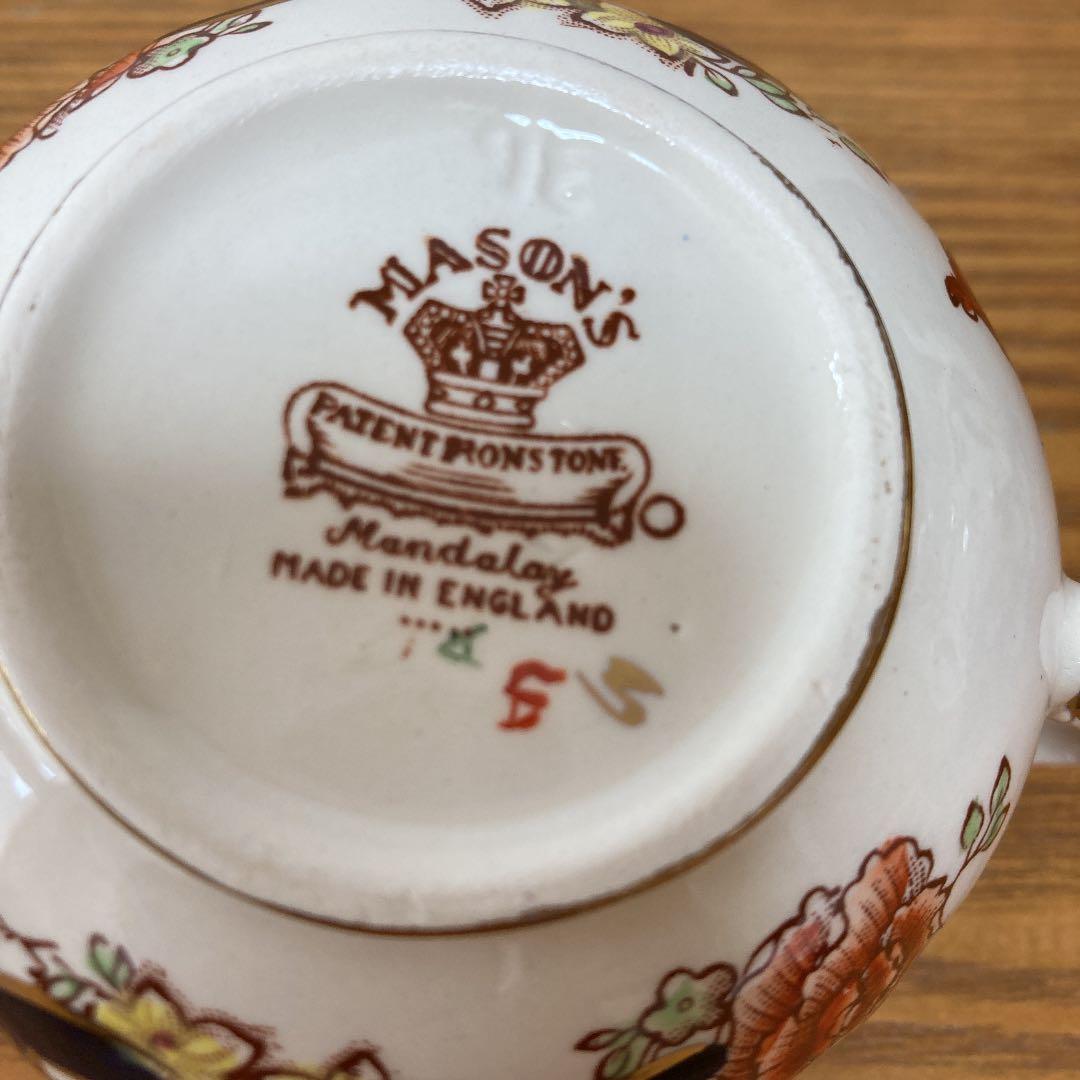 MASON'S
PATENT IRONSTONE
Mandalay
MADE IN ENGLAND